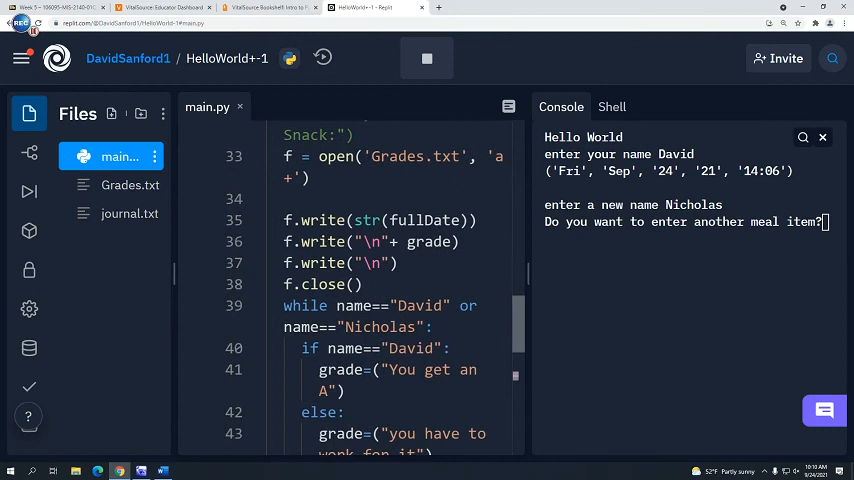 Week 5 - 106095-MIS-2140-01-0
VitalSource: Educator Dashboard
VitalSource Bookshelf: Intro to F
HelloWorld+-1 - Replit
REC
replit.com/@DavidSanford1/HelloWorld-1#main.py
DavidSanford1 / HelloWorld+-1
Invite
Files
main...
Grades.txt
journal.txt
main.py
Snack:")
33 f = open('Grades.txt', 'a
+')
34
35 f.write(str(fullDate))
36 f.write("\n"+ grade)
37 f.write("\n")
38 f.close()
39 while name=="David" or
name=="Nicholas":
40 if name=="David":
41 grade=("You get an
A")
42 else:
43 grade=("you have to
work for it")
Console
Shell
Hello World
enter your name David
('Fri', 'Sep', '24', '21', '14:06')
enter a new name Nicholas
Do you want to enter another meal item?
?
52°F Partly sunny
10:10 AM
9/24/2021